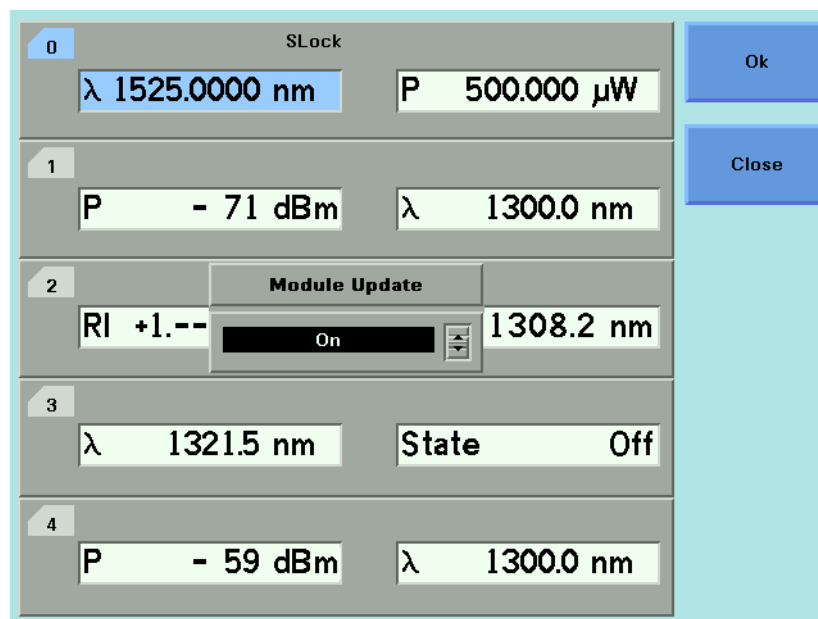 0
SLock
λ 1525.0000 nm
P 500.000 µW
Ok
1
P - 71 dBm
λ 1300.0 nm
Close
2
Module Update
RI +1.--
On
1308.2 nm
3
λ 1321.5 nm
State Off
4
P - 59 dBm
λ 1300.0 nm